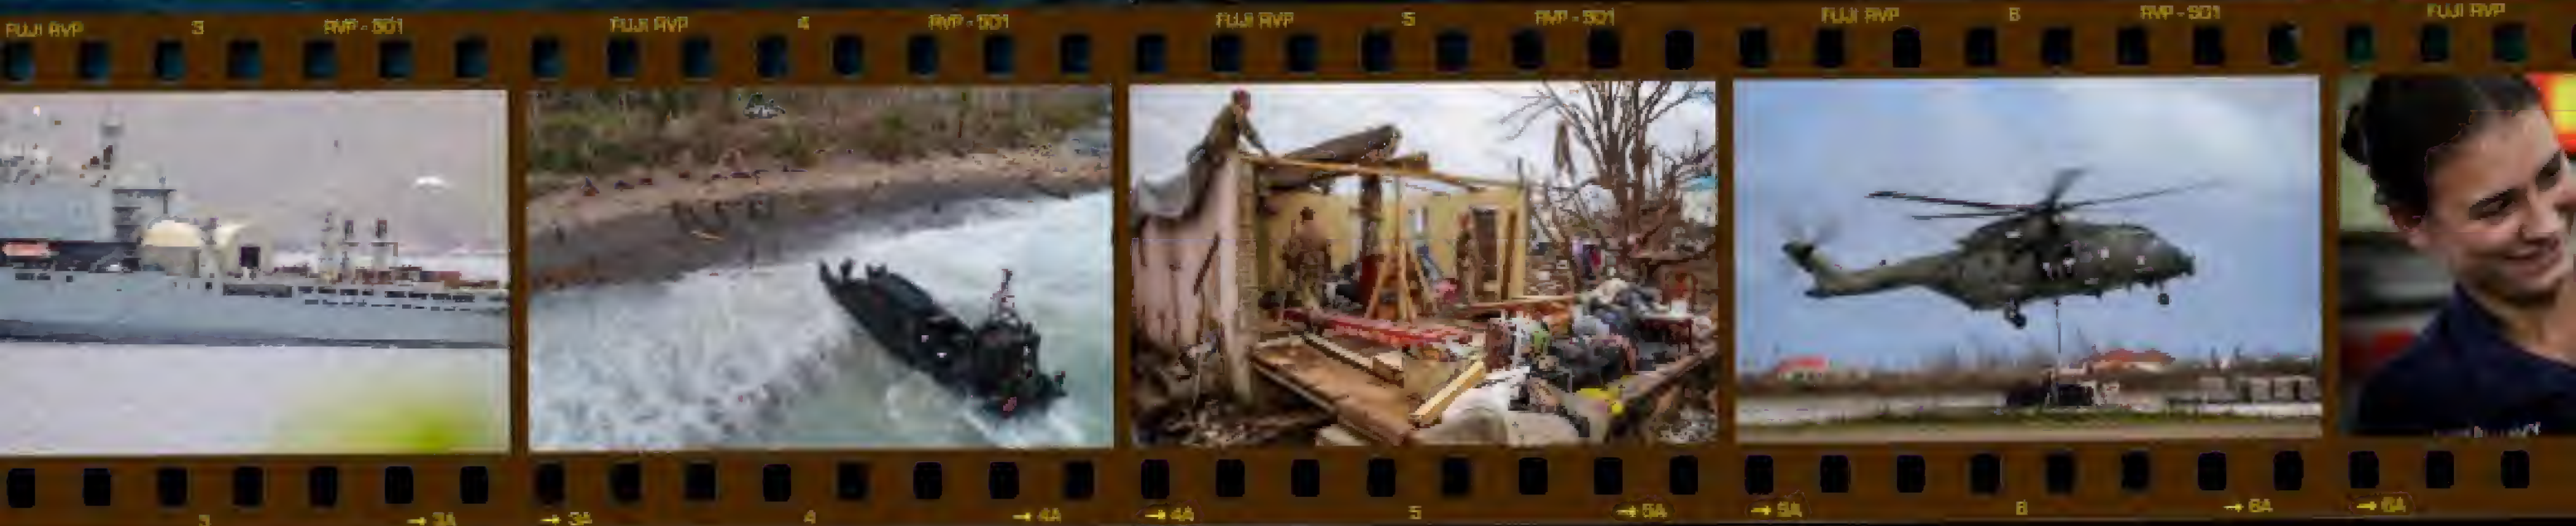 FUJI RVP 3 RVP-501 FUJI RVP 4 RVP-501 FUJI RVP 5 RVP-501 FUJI RVP 6 RVP-501 FUJI RVP
3 →3A →3A 4 →4A →4A 5 →5A →5A 6 →6A →6A